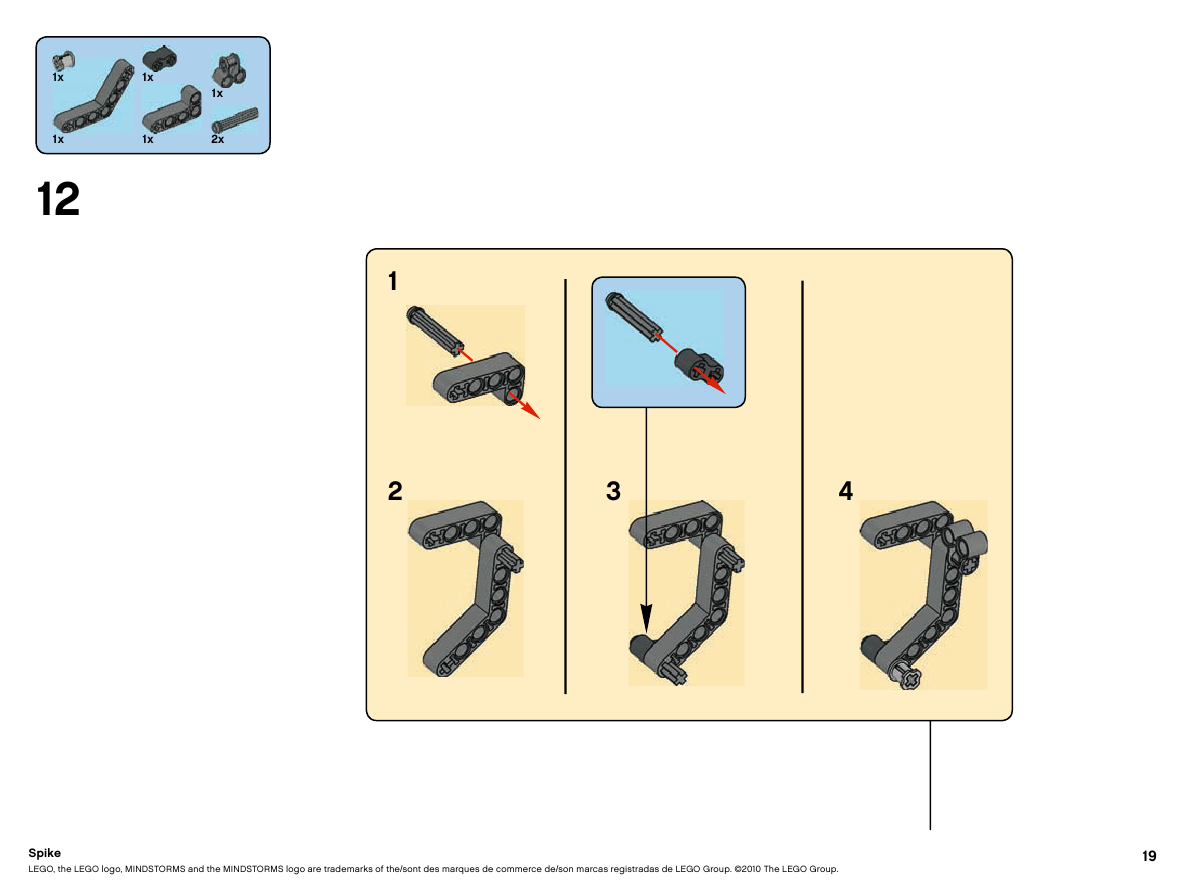 1x
1x
1x
1x
1x
2x
12
1
2
3
4
Spike
LEGO, the LEGO logo, MINDSTORMS and the MINDSTORMS logo are trademarks of the/sont des marques de commerce de/son marcas registradas de LEGO Group. ©2010 The LEGO Group.
19